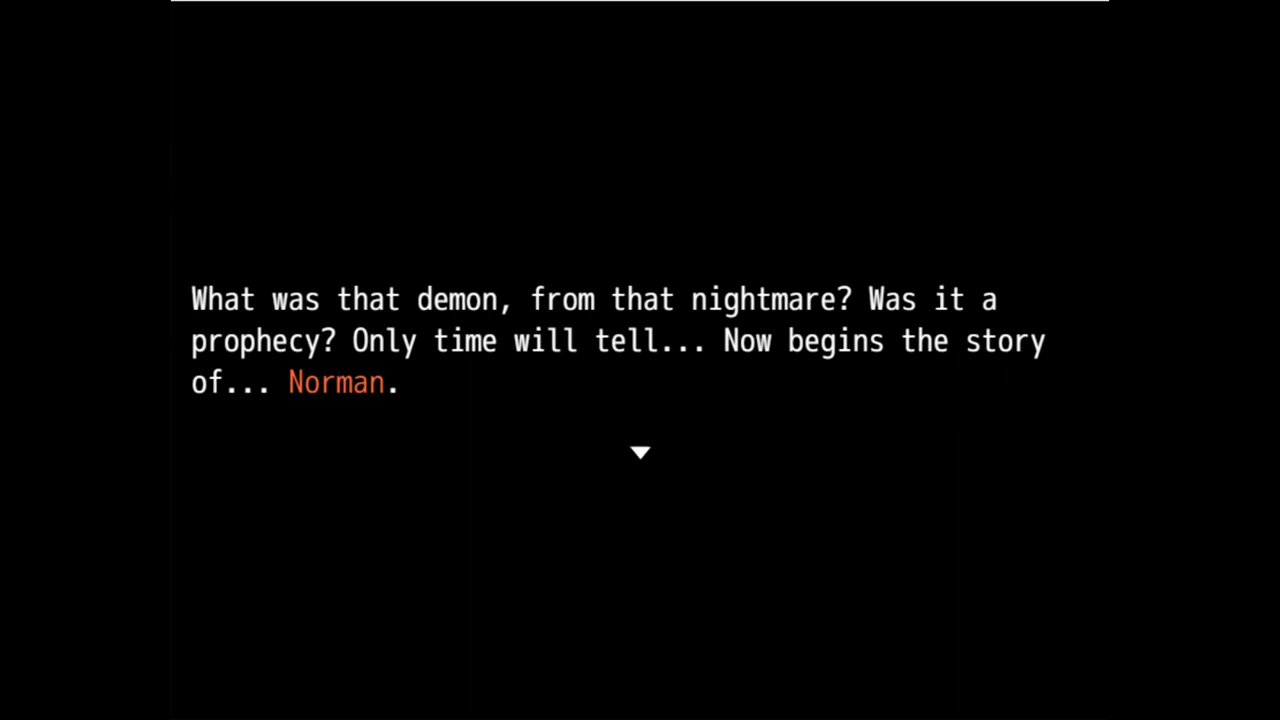 What was that demon, from that nightmare? Was it a
prophecy? Only time will tell... Now begins the story
of... Norman.